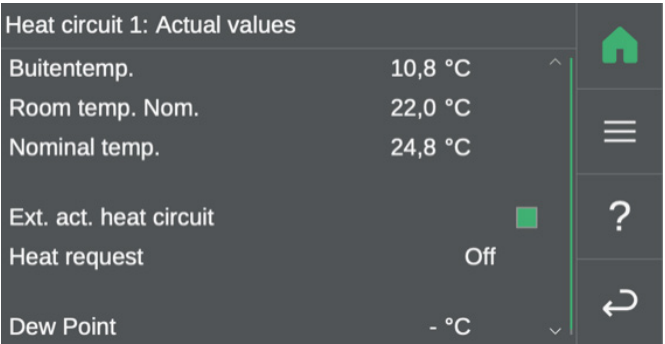 Heat circuit 1: Actual values
Buitentemp. 10,8 °C
Room temp. Nom. 22,0 °C
Nominal temp. 24,8 °C
Ext. act. heat circuit
Heat request Off
Dew Point - °C
?